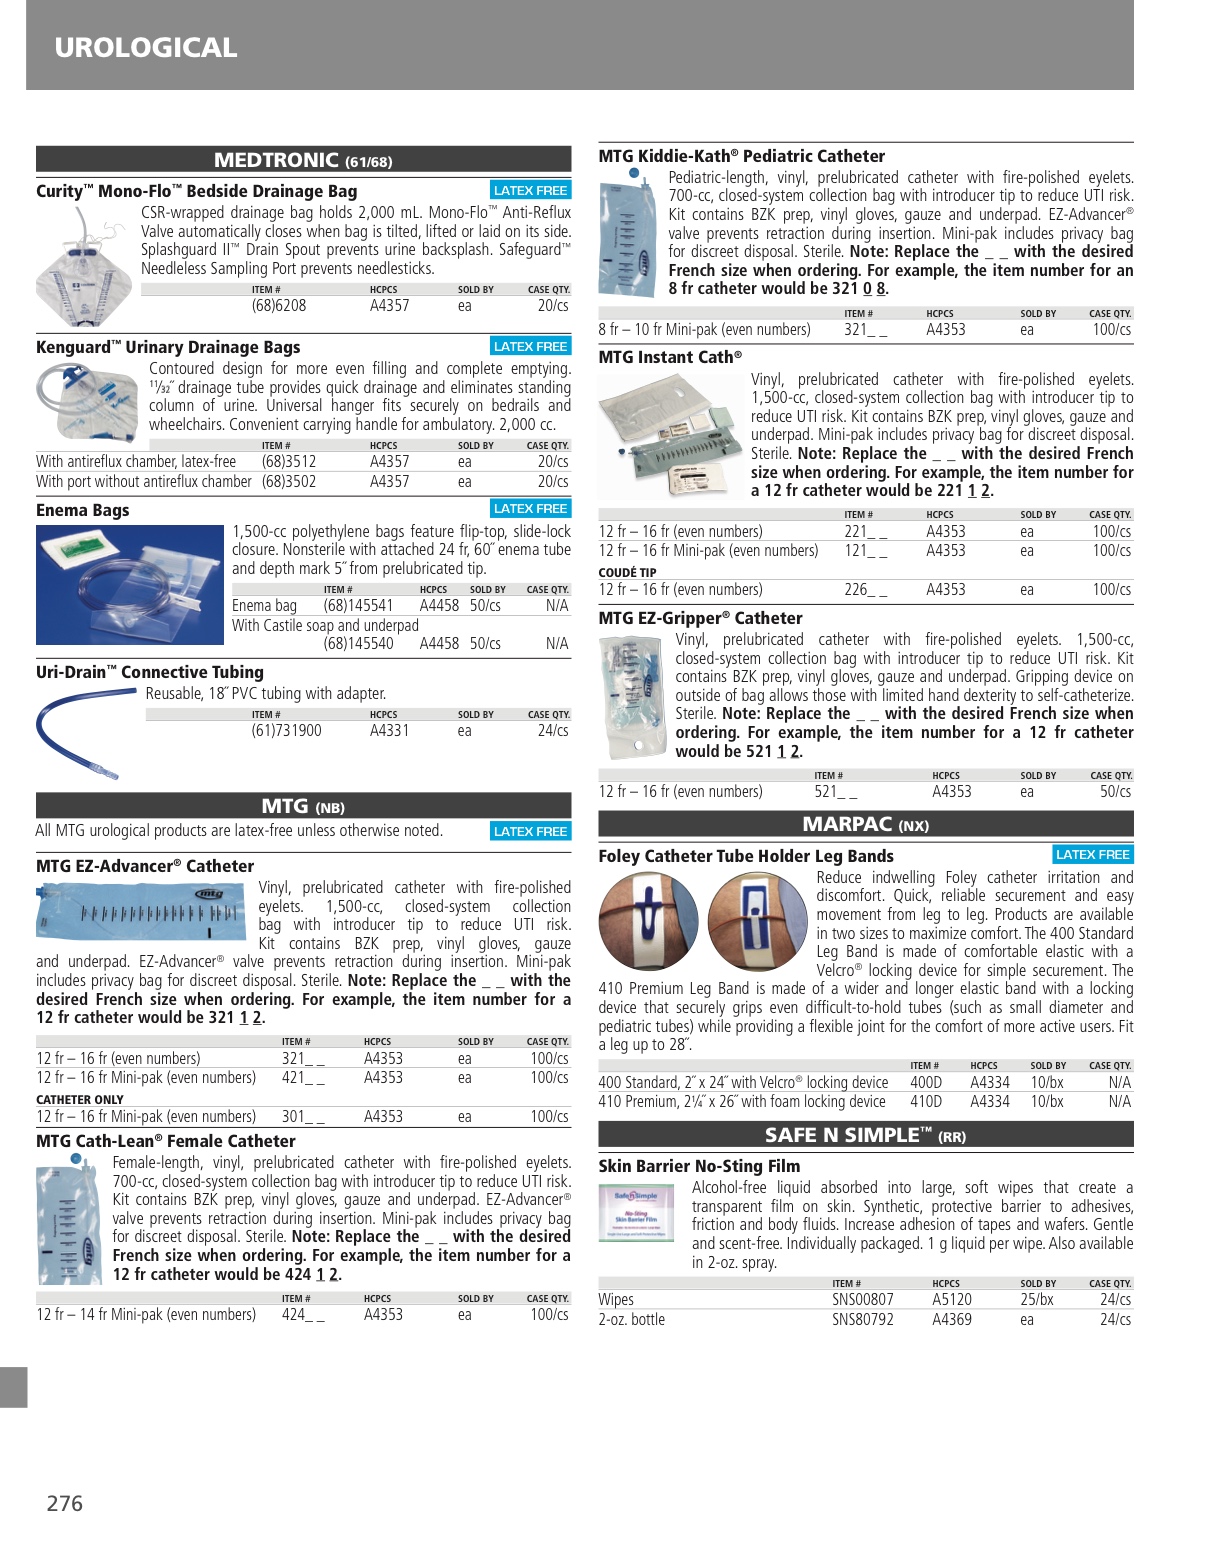 UROLOGICAL
MEDTRONIC (61/68)
Curity™ Mono-Flo™ Bedside Drainage Bag LATEX FREE
CSR-wrapped drainage bag holds 2,000 mL. Mono-Flo™ Anti-Reflux
Valve automatically closes when bag is tilted, lifted or laid on its side.
Splashguard II™ Drain Spout prevents urine backsplash. Safeguard™
Needleless Sampling Port prevents needlesticks.
ITEM # HCPCS SOLD BY CASE QTY.
(68)6208 A4357 ea 20/cs
Kenguard™ Urinary Drainage Bags LATEX FREE
Contoured design for more even filling and complete emptying.
11/32˝ drainage tube provides quick drainage and eliminates standing
column of urine. Universal hanger fits securely on bedrails and
wheelchairs. Convenient carrying handle for ambulatory. 2,000 cc.
ITEM # HCPCS SOLD BY CASE QTY.
With antireflux chamber, latex-free (68)3512 A4357 ea 20/cs
With port without antireflux chamber (68)3502 A4357 ea 20/cs
Enema Bags LATEX FREE
1,500-cc polyethylene bags feature flip-top, slide-lock
closure. Nonsterile with attached 24 fr, 60˝ enema tube
and depth mark 5˝ from prelubricated tip.
ITEM # HCPCS SOLD BY CASE QTY.
Enema bag (68)145541 A4458 50/cs N/A
With Castile soap and underpad
(68)145540 A4458 50/cs N/A
Uri-Drain™ Connective Tubing
Reusable, 18˝ PVC tubing with adapter.
ITEM # HCPCS SOLD BY CASE QTY.
(61)731900 A4331 ea 24/cs
MTG (NB)
All MTG urological products are latex-free unless otherwise noted. LATEX FREE
MTG EZ-Advancer® Catheter
mtg
Vinyl, prelubricated catheter with fire-polished
eyelets. 1,500-cc, closed-system collection
bag with introducer tip to reduce UTI risk.
Kit contains BZK prep, vinyl gloves, gauze
and underpad. EZ-Advancer® valve prevents retraction during insertion. Mini-pak
includes privacy bag for discreet disposal. Sterile. Note: Replace the _ _ with the
desired French size when ordering. For example, the item number for a
12 fr catheter would be 321 1 2.
ITEM # HCPCS SOLD BY CASE QTY.
12 fr – 16 fr (even numbers) 321_ _ A4353 ea 100/cs
12 fr – 16 fr Mini-pak (even numbers) 421_ _ A4353 ea 100/cs
CATHETER ONLY
12 fr – 16 fr Mini-pak (even numbers) 301_ _ A4353 ea 100/cs
MTG Cath-Lean® Female Catheter
Female-length, vinyl, prelubricated catheter with fire-polished eyelets.
700-cc, closed-system collection bag with introducer tip to reduce UTI risk.
Kit contains BZK prep, vinyl gloves, gauze and underpad. EZ-Advancer®
valve prevents retraction during insertion. Mini-pak includes privacy bag
for discreet disposal. Sterile. Note: Replace the _ _ with the desired
French size when ordering. For example, the item number for a
12 fr catheter would be 424 1 2.
ITEM # HCPCS SOLD BY CASE QTY.
12 fr – 14 fr Mini-pak (even numbers) 424_ _ A4353 ea 100/cs
276
MTG Kiddie-Kath® Pediatric Catheter
Pediatric-length, vinyl, prelubricated catheter with fire-polished eyelets.
700-cc, closed-system collection bag with introducer tip to reduce UTI risk.
Kit contains BZK prep, vinyl gloves, gauze and underpad. EZ-Advancer®
valve prevents retraction during insertion. Mini-pak includes privacy bag
for discreet disposal. Sterile. Note: Replace the _ _ with the desired
French size when ordering. For example, the item number for an
8 fr catheter would be 321 0 8.
ITEM # HCPCS SOLD BY CASE QTY.
8 fr – 10 fr Mini-pak (even numbers) 321_ _ A4353 ea 100/cs
MTG Instant Cath®
Vinyl, prelubricated catheter with fire-polished eyelets.
1,500-cc, closed-system collection bag with introducer tip to
reduce UTI risk. Kit contains BZK prep, vinyl gloves, gauze and
underpad. Mini-pak includes privacy bag for discreet disposal.
Sterile. Note: Replace the _ _ with the desired French
size when ordering. For example, the item number for
a 12 fr catheter would be 221 1 2.
ITEM # HCPCS SOLD BY CASE QTY.
12 fr – 16 fr (even numbers) 221_ _ A4353 ea 100/cs
12 fr – 16 fr Mini-pak (even numbers) 121_ _ A4353 ea 100/cs
COUDÉ TIP
12 fr – 16 fr (even numbers) 226_ _ A4353 ea 100/cs
MTG EZ-Gripper® Catheter
Vinyl, prelubricated catheter with fire-polished eyelets. 1,500-cc,
closed-system collection bag with introducer tip to reduce UTI risk. Kit
contains BZK prep, vinyl gloves, gauze and underpad. Gripping device on
outside of bag allows those with limited hand dexterity to self-catheterize.
Sterile. Note: Replace the _ _ with the desired French size when
ordering. For example, the item number for a 12 fr catheter
would be 521 1 2.
ITEM # HCPCS SOLD BY CASE QTY.
12 fr – 16 fr (even numbers) 521_ _ A4353 ea 50/cs
MARPAC (NX)
Foley Catheter Tube Holder Leg Bands LATEX FREE
Reduce indwelling Foley catheter irritation and
discomfort. Quick, reliable securement and easy
movement from leg to leg. Products are available
in two sizes to maximize comfort. The 400 Standard
Leg Band is made of comfortable elastic with a
Velcro® locking device for simple securement. The
410 Premium Leg Band is made of a wider and longer elastic band with a locking
device that securely grips even difficult-to-hold tubes (such as small diameter and
pediatric tubes) while providing a flexible joint for the comfort of more active users. Fit
a leg up to 28˝.
ITEM # HCPCS SOLD BY CASE QTY.
400 Standard, 2˝ x 24˝ with Velcro® locking device 400D A4334 10/bx N/A
410 Premium, 2¼˝ x 26˝ with foam locking device 410D A4334 10/bx N/A
SAFE N SIMPLE™ (RR)
Skin Barrier No-Sting Film
Safe n Simple
No-Sting
Skin Barrier Film
Alcohol-free liquid absorbed into large, soft wipes that create a
transparent film on skin. Synthetic, protective barrier to adhesives,
friction and body fluids. Increase adhesion of tapes and wafers. Gentle
and scent-free. Individually packaged. 1 g liquid per wipe. Also available
in 2-oz. spray.
ITEM # HCPCS SOLD BY CASE QTY.
Wipes SNS00807 A5120 25/bx 24/cs
2-oz. bottle SNS80792 A4369 ea 24/cs